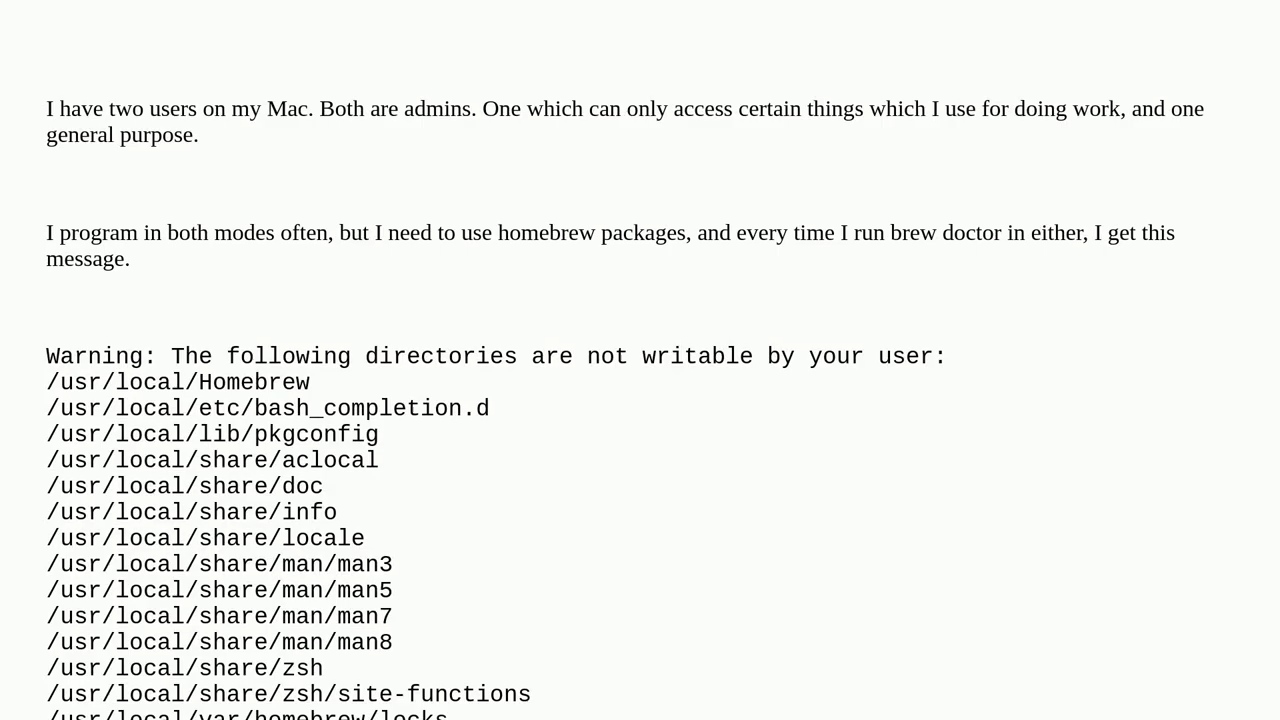 I have two users on my Mac. Both are admins. One which can only access certain things which I use for doing work, and one
general purpose.
I program in both modes often, but I need to use homebrew packages, and every time I run brew doctor in either, I get this
message.
Warning: The following directories are not writable by your user:
/usr/local/Homebrew
/usr/local/etc/bash_completion.d
/usr/local/lib/pkgconfig
/usr/local/share/aclocal
/usr/local/share/doc
/usr/local/share/info
/usr/local/share/locale
/usr/local/share/man/man3
/usr/local/share/man/man5
/usr/local/share/man/man7
/usr/local/share/man/man8
/usr/local/share/zsh
/usr/local/share/zsh/site-functions
/usr/local/var/homebrew/locks